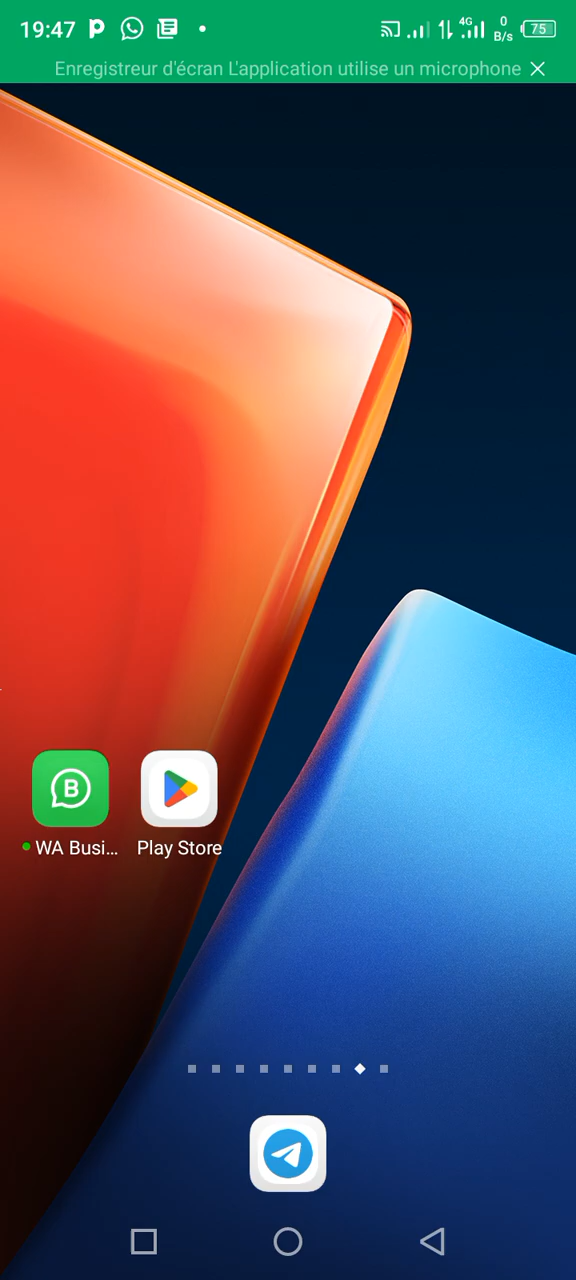 19:47 4G 0 B/s 75
Enregistreur d'écran L'application utilise un microphone
WA Busi... Play Store